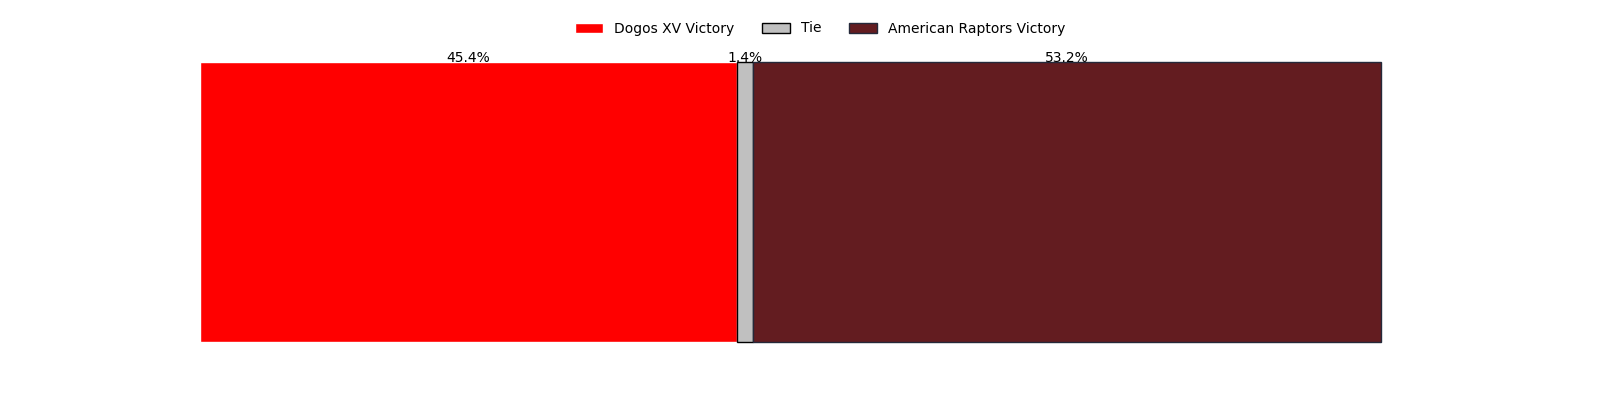 Dogos XV Victory Tie American Raptors Victory
45.4% 1.4% 53.2%